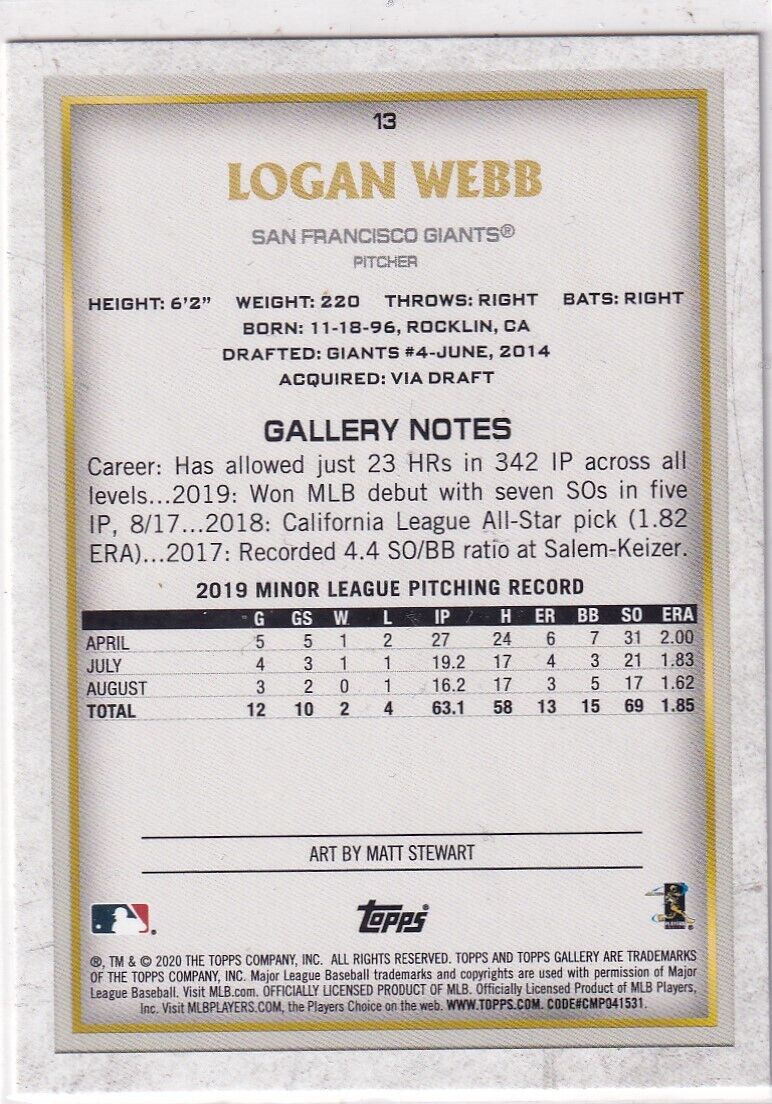 13
LOGAN WEBB
SAN FRANCISCO GIANTS®
PITCHER
HEIGHT: 6'2" WEIGHT: 220 THROWS: RIGHT BATS: RIGHT
BORN: 11-18-96, ROCKLIN, CA
DRAFTED: GIANTS #4-JUNE, 2014
ACQUIRED: VIA DRAFT
GALLERY NOTES
Career: Has allowed just 23 HRs in 342 IP across all
levels...2019: Won MLB debut with seven SOs in five
IP, 8/17...2018: California League All-Star pick (1.82
ERA)...2017: Recorded 4.4 SO/BB ratio at Salem-Keizer.
2019 MINOR LEAGUE PITCHING RECORD
G GS W L IP H ER BB SO ERA
APRIL 5 5 1 2 27 24 6 7 31 2.00
JULY 4 3 1 1 19.2 17 4 3 21 1.83
AUGUST 3 2 0 1 16.2 17 3 5 17 1.62
TOTAL 12 10 2 4 63.1 58 13 15 69 1.85
ART BY MATT STEWART
topps®
®, TM & © 2020 THE TOPPS COMPANY, INC. ALL RIGHTS RESERVED. TOPPS AND TOPPS GALLERY ARE TRADEMARKS
OF THE TOPPS COMPANY, INC. Major League Baseball trademarks and copyrights are used with permission of Major
League Baseball. Visit MLB.com. OFFICIALLY LICENSED PRODUCT OF MLB. Officially Licensed Product of MLB Players,
Inc. Visit MLBPLAYERS.COM, the Players Choice on the web. WWW.TOPPS.COM. CODE#CMP041531.